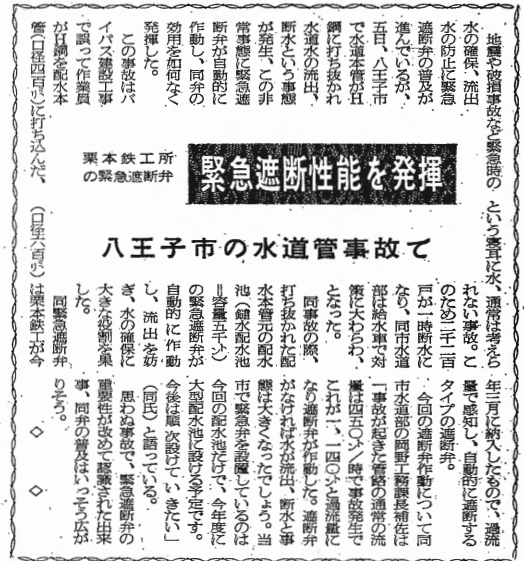 緊急遮断性能を発揮
栗本鉄工所
の緊急遮断弁
八王子市の水道管事故で
地震や破損事故など緊急時の
水の確保、流出
水の防止に緊急
遮断弁の普及が
進んでいるが、
五日、八王子市
で水道本管がH
鋼に打ち抜かれ
水道水の流出、
断水という事態
が発生、この非
常事態に緊急遮
断弁が自動的に
作動し、同弁の
効用を如何なく
発揮した。
この事故はバ
イパス建設工事
で誤って作業員
がH鋼を配水本
管(口径四百㍉)に打ち込んだ、
という寝耳に水、通常は考えら
れない事故。こ
のため二千二百
戸が一時断水に
なり、同市水道
部は給水車で対
策に大わらわ、
となった。
同事故の際、
打ち抜かれた配
水本管元の配水
池(鑓水配水池
=容量五千㌧)
の緊急遮断弁が
自動的に作動
し、流出を防
ぎ、水の確保に
大きな役割を果
した。
同緊急遮断弁
(口径六百㍉)は栗本鉄工が今
年三月に納入したもので、過流
量で感知し、自動的に遮断する
タイプの遮断弁。
今回の遮断弁作動について同
市水道部の岡野工務課長補佐は
「事故が起きた管路の通常の流
量は四五〇㌧/時で事故発生で
これが一、一四〇㌧と過流量に
なり遮断弁が作動した。遮断弁
がなければ水が流出、断水と事
態は大きくなったでしょう。当
市で緊急弁を設置しているのは
今回の配水池だけで、今年度に
大型配水池に設ける予定です。
今後は順次設けていきたい」
(同氏)と語っている。
思わぬ事故で、緊急遮断弁の
重要性が改めて認識された出来
事、同弁の普及はいっそう広が
りそう。